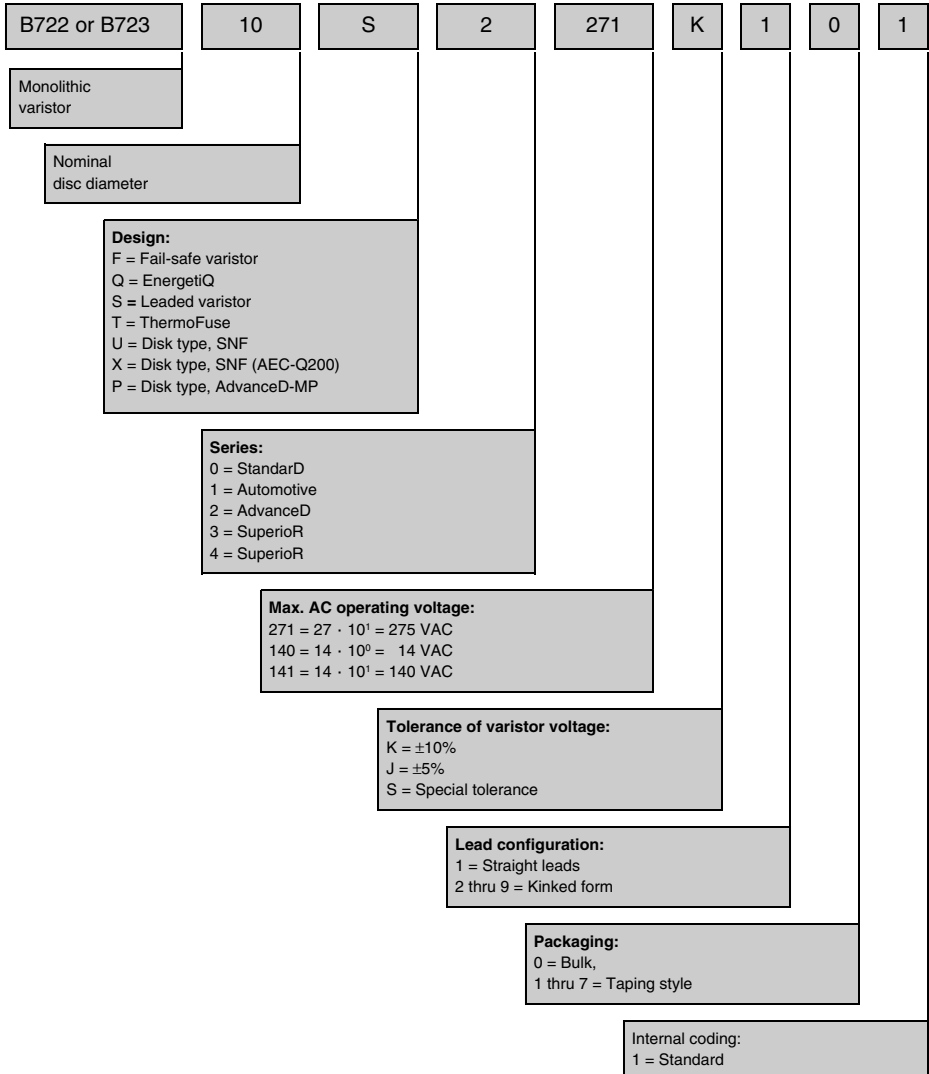 B722 or B723 10 S 2 271 K 1 0 1
Monolithic
varistor
Nominal
disc diameter
Design:
F = Fail-safe varistor
Q = EnergetiQ
S = Leaded varistor
T = ThermoFuse
U = Disk type, SNF
X = Disk type, SNF (AEC-Q200)
P = Disk type, AdvanceD-MP
Series:
0 = StandarD
1 = Automotive
2 = AdvanceD
3 = SuperioR
4 = SuperioR
Max. AC operating voltage:
271 = 27 · 10¹ = 275 VAC
140 = 14 · 10⁰ = 14 VAC
141 = 14 · 10¹ = 140 VAC
Tolerance of varistor voltage:
K = ±10%
J = ±5%
S = Special tolerance
Lead configuration:
1 = Straight leads
2 thru 9 = Kinked form
Packaging:
0 = Bulk,
1 thru 7 = Taping style
Internal coding:
1 = Standard